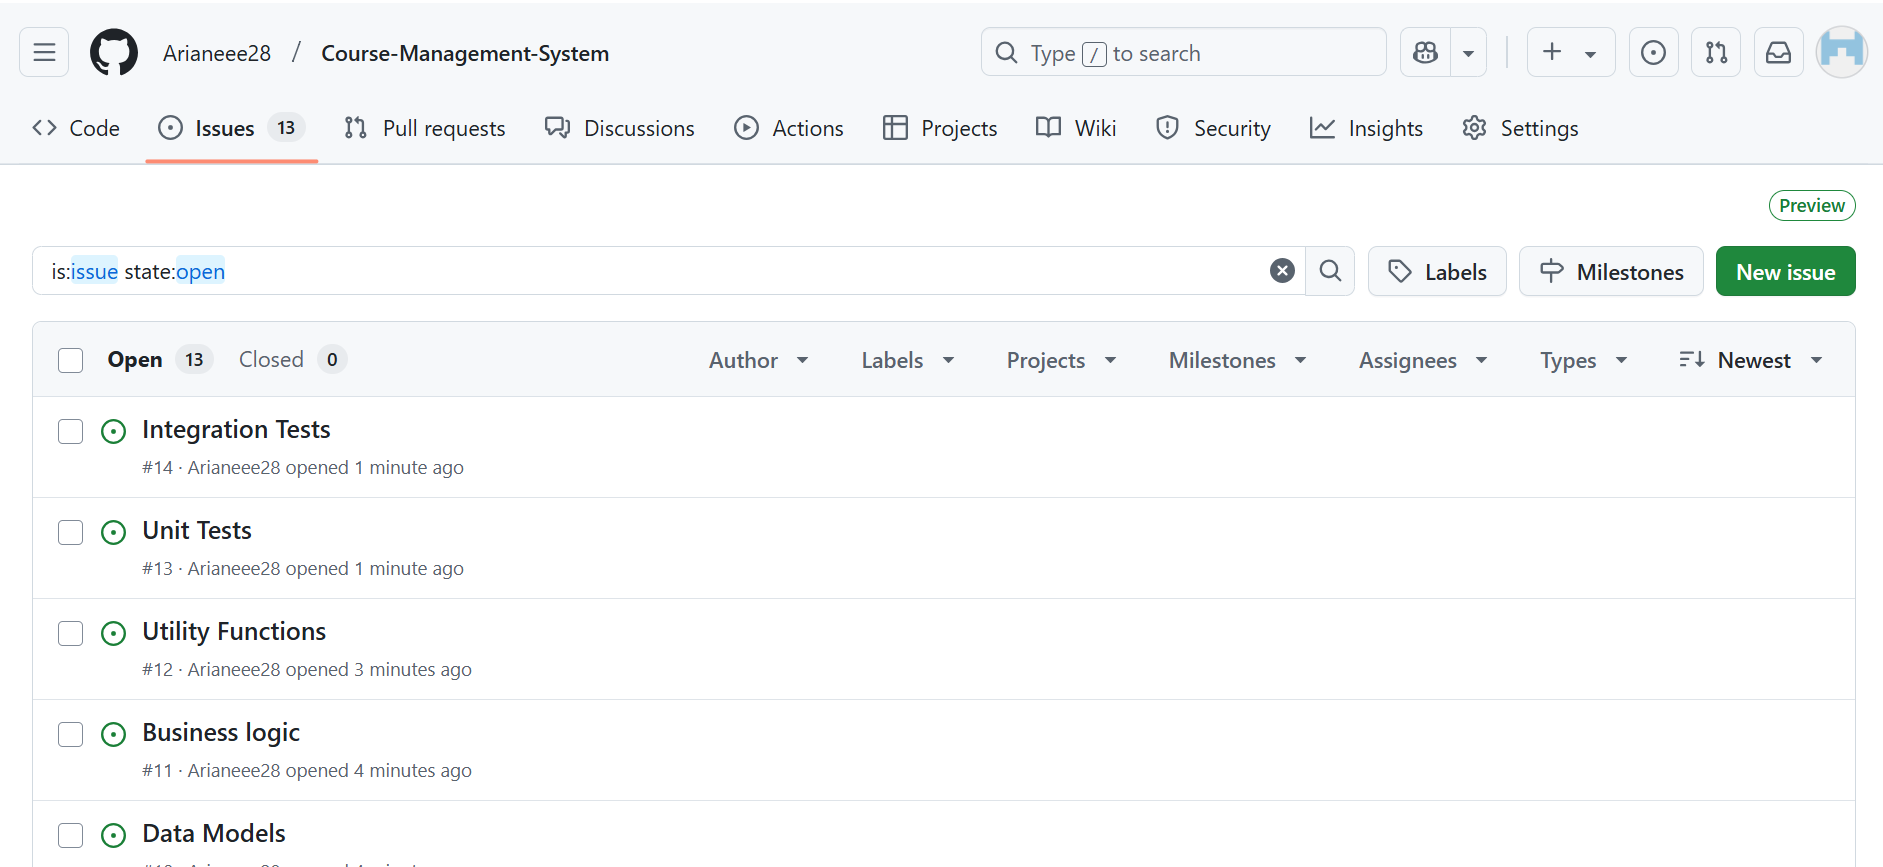 Arianeee28 / Course-Management-System
Type / to search
Code
Issues 13
Pull requests
Discussions
Actions
Projects
Wiki
Security
Insights
Settings
Preview
is:issue state:open
Labels
Milestones
New issue
Open 13
Closed 0
Author
Labels
Projects
Milestones
Assignees
Types
Newest
Integration Tests
#14 · Arianeee28 opened 1 minute ago
Unit Tests
#13 · Arianeee28 opened 1 minute ago
Utility Functions
#12 · Arianeee28 opened 3 minutes ago
Business logic
#11 · Arianeee28 opened 4 minutes ago
Data Models